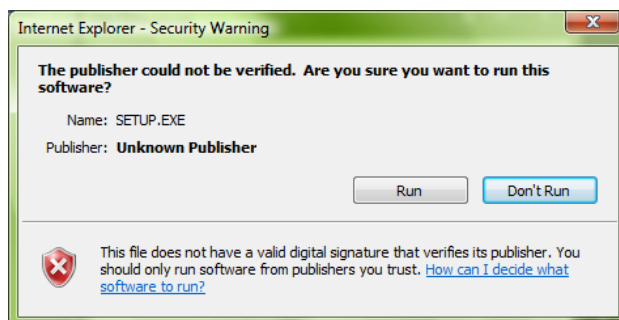 Internet Explorer - Security Warning
The publisher could not be verified.  Are you sure you want to run this
software?
Name: SETUP.EXE
Publisher: Unknown Publisher
Run
Don't Run
This file does not have a valid digital signature that verifies its publisher. You
should only run software from publishers you trust. How can I decide what
software to run?